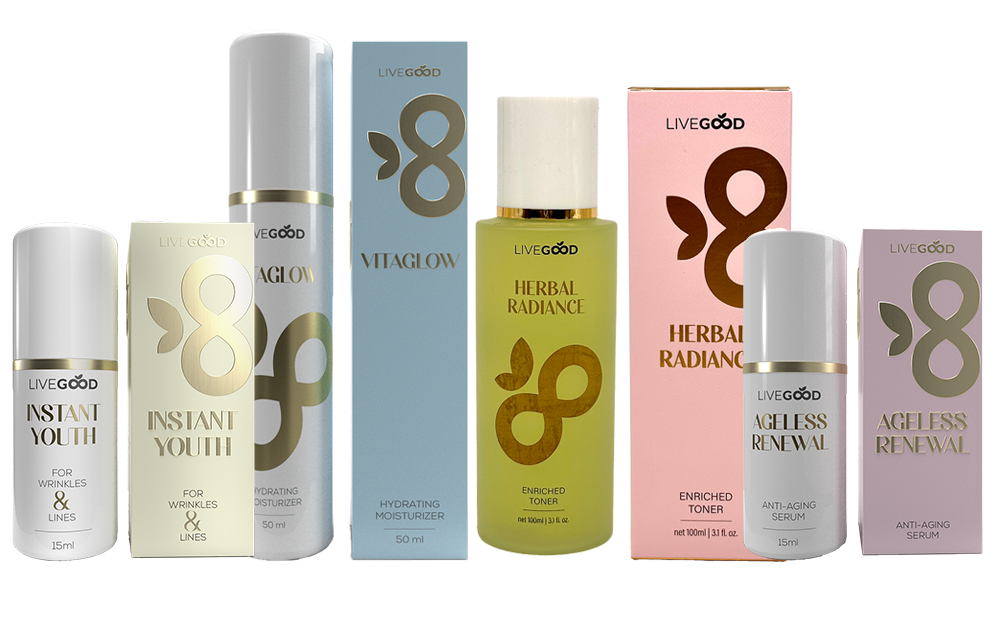 LIVEGOOD
INSTANT
YOUTH
FOR
WRINKLES
&
LINES
15ml
LIVEGOOD
INSTANT
YOUTH
FOR
WRINKLES
&
LINES
VEGOOD
TAGLOW
YDRATING
OISTURIZER
50 ml
LIVEGOOD
VITAGLOW
HYDRATING
MOISTURIZER
50 ml
LIVEGOOD
HERBAL
RADIANCE
ENRICHED
TONER
net 100ml | 3.1 fl. oz.
LIVEGOOD
HERBAL
RADIANC
ENRICHED
TONER
net 100ml | 3.1 fl. oz.
LIVEGOOD
AGELESS
RENEWAL
ANTI-AGING
SERUM
15ml
LIVEGOOD
AGELESS
RENEWAL
ANTI-AGING
SERUM